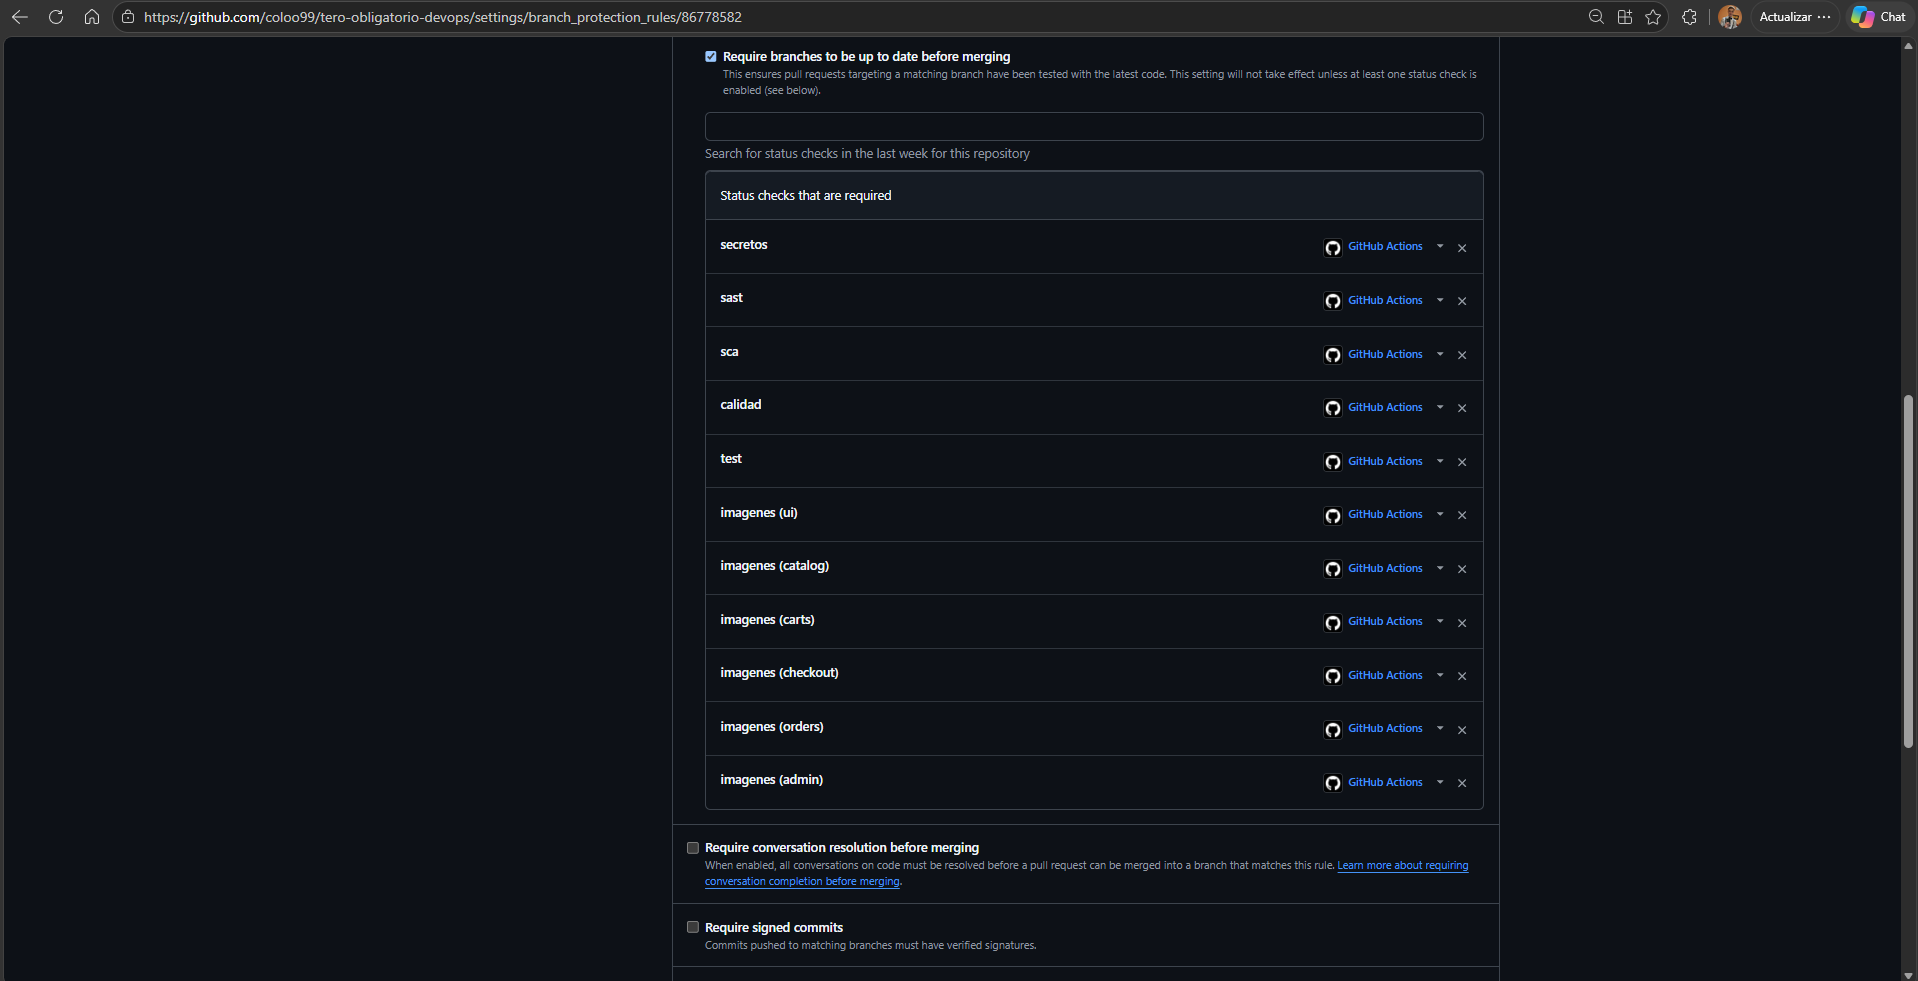 https://github.com/coloo99/tero-obligatorio-devops/settings/branch_protection_rules/86778582
Actualizar
Chat
Require branches to be up to date before merging
This ensures pull requests targeting a matching branch have been tested with the latest code. This setting will not take effect unless at least one status check is
enabled (see below).
Search for status checks in the last week for this repository
Status checks that are required
secretos GitHub Actions
sast GitHub Actions
sca GitHub Actions
calidad GitHub Actions
test GitHub Actions
imagenes (ui) GitHub Actions
imagenes (catalog) GitHub Actions
imagenes (carts) GitHub Actions
imagenes (checkout) GitHub Actions
imagenes (orders) GitHub Actions
imagenes (admin) GitHub Actions
Require conversation resolution before merging
When enabled, all conversations on code must be resolved before a pull request can be merged into a branch that matches this rule. Learn more about requiring
conversation completion before merging.
Require signed commits
Commits pushed to matching branches must have verified signatures.